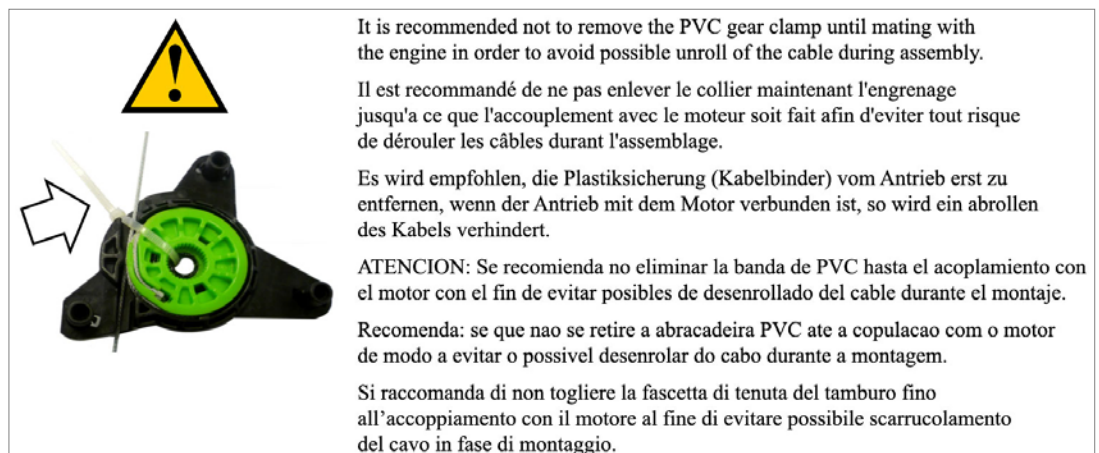 It is recommended not to remove the PVC gear clamp until mating with
the engine in order to avoid possible unroll of the cable during assembly.
Il est recommandé de ne pas enlever le collier maintenant l'engrenage
jusqu'a ce que l'accouplement avec le moteur soit fait afin d'eviter tout risque
de dérouler les câbles durant l'assemblage.
Es wird empfohlen, die Plastiksicherung (Kabelbinder) vom Antrieb erst zu
entfernen, wenn der Antrieb mit dem Motor verbunden ist, so wird ein abrollen
des Kabels verhindert.
ATENCION: Se recomienda no eliminar la banda de PVC hasta el acoplamiento con
el motor con el fin de evitar posibles de desenrollado del cable durante el montaje.
Recomenda: se que nao se retire a abracadeira PVC ate a copulacao com o motor
de modo a evitar o possivel desenrolar do cabo durante a montagem.
Si raccomanda di non togliere la fascetta di tenuta del tamburo fino
all’accoppiamento con il motore al fine di evitare possibile scarrucolamento
del cavo in fase di montaggio.